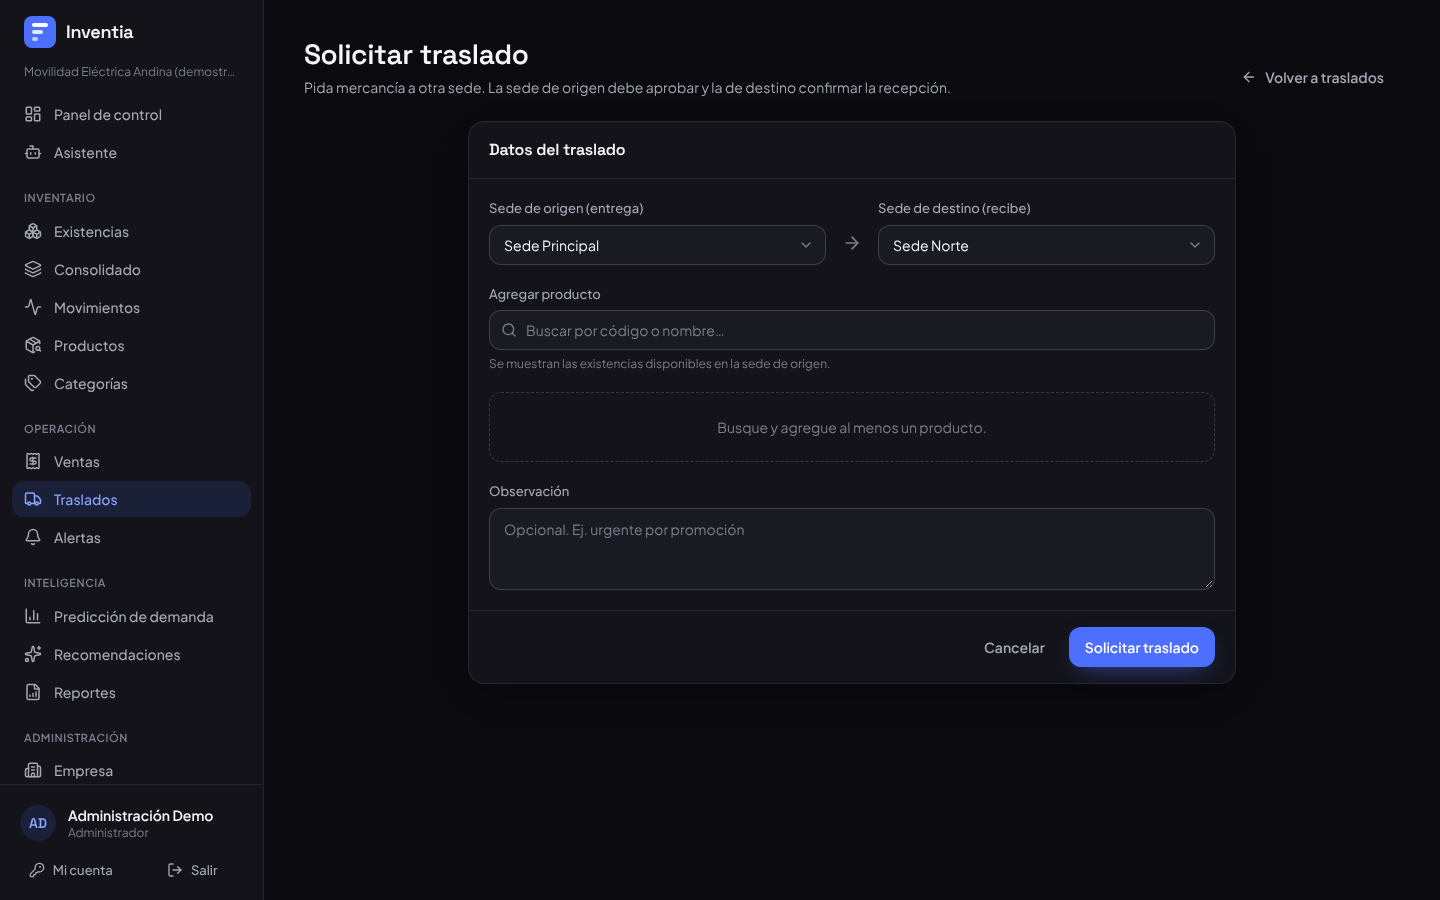 Inventia
Movilidad Eléctrica Andina (demostr...
Panel de control
Asistente
INVENTARIO
Existencias
Consolidado
Movimientos
Productos
Categorías
OPERACIÓN
Ventas
Traslados
Alertas
INTELIGENCIA
Predicción de demanda
Recomendaciones
Reportes
ADMINISTRACIÓN
Empresa
AD
Administración Demo
Administrador
Mi cuenta
Salir
Solicitar traslado
Pida mercancía a otra sede. La sede de origen debe aprobar y la de destino confirmar la recepción.
Volver a traslados
Datos del traslado
Sede de origen (entrega)
Sede Principal
Sede de destino (recibe)
Sede Norte
Agregar producto
Buscar por código o nombre...
Se muestran las existencias disponibles en la sede de origen.
Busque y agregue al menos un producto.
Observación
Opcional. Ej. urgente por promoción
Cancelar
Solicitar traslado